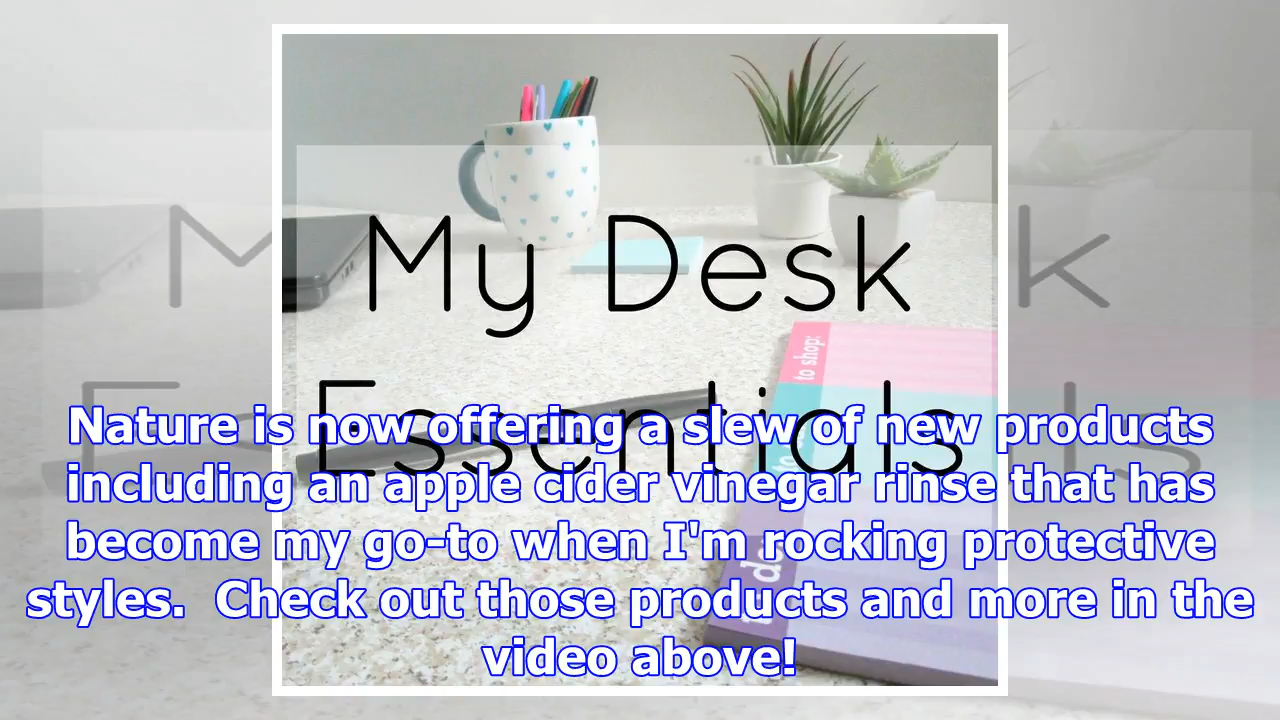 My Desk
Essentials
to shop:
Nature is now offering a slew of new products
including an apple cider vinegar rinse that has
become my go-to when I'm rocking protective
styles.  Check out those products and more in the
video above!